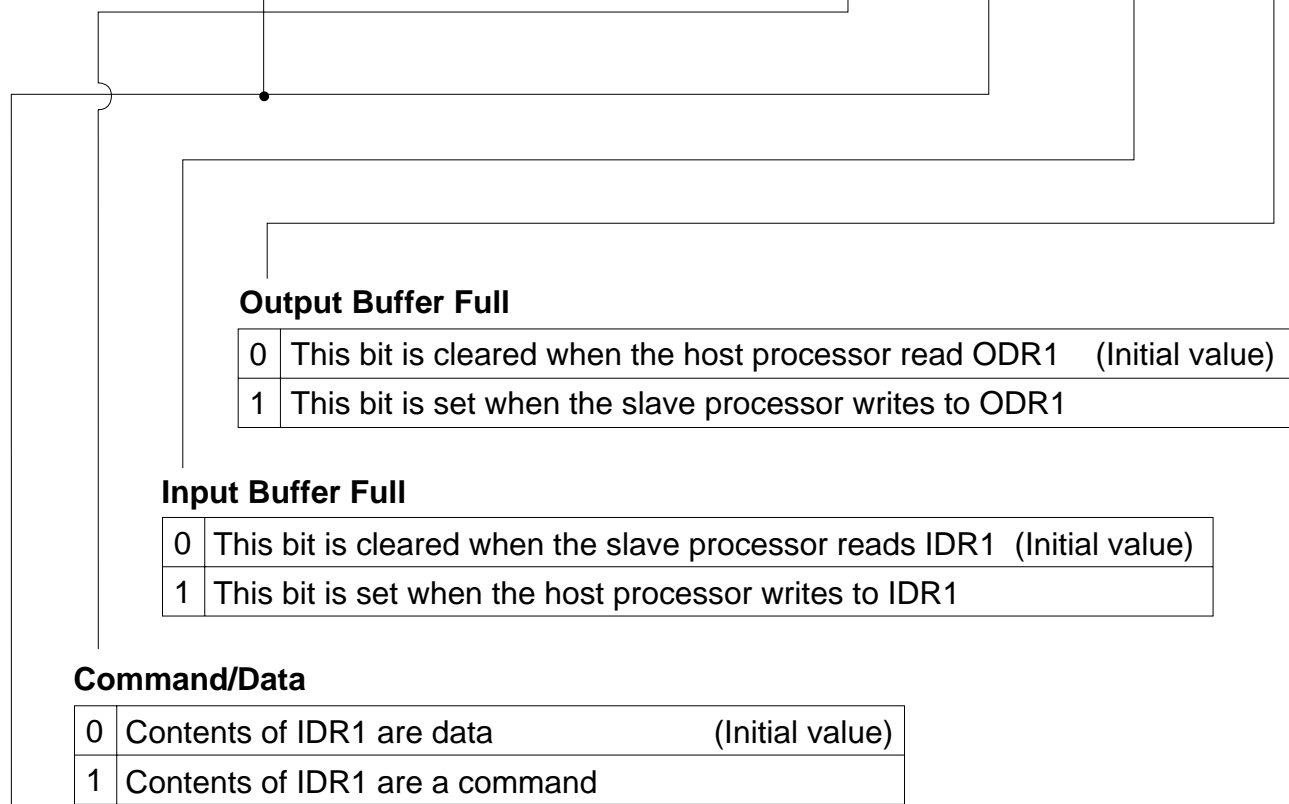 Output Buffer Full
0 This bit is cleared when the host processor read ODR1 (Initial value)
1 This bit is set when the slave processor writes to ODR1
Input Buffer Full
0 This bit is cleared when the slave processor reads IDR1 (Initial value)
1 This bit is set when the host processor writes to IDR1
Command/Data
0 Contents of IDR1 are data (Initial value)
1 Contents of IDR1 are a command